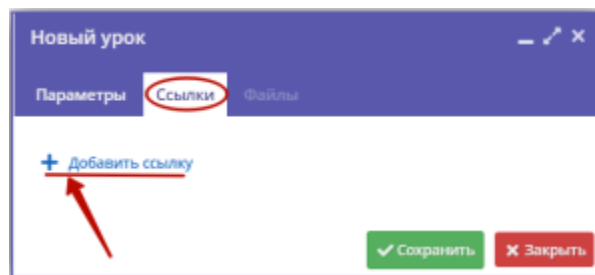 Новый урок
Параметры Ссылки Файлы
+ Добавить ссылку
Сохранить Закрыть